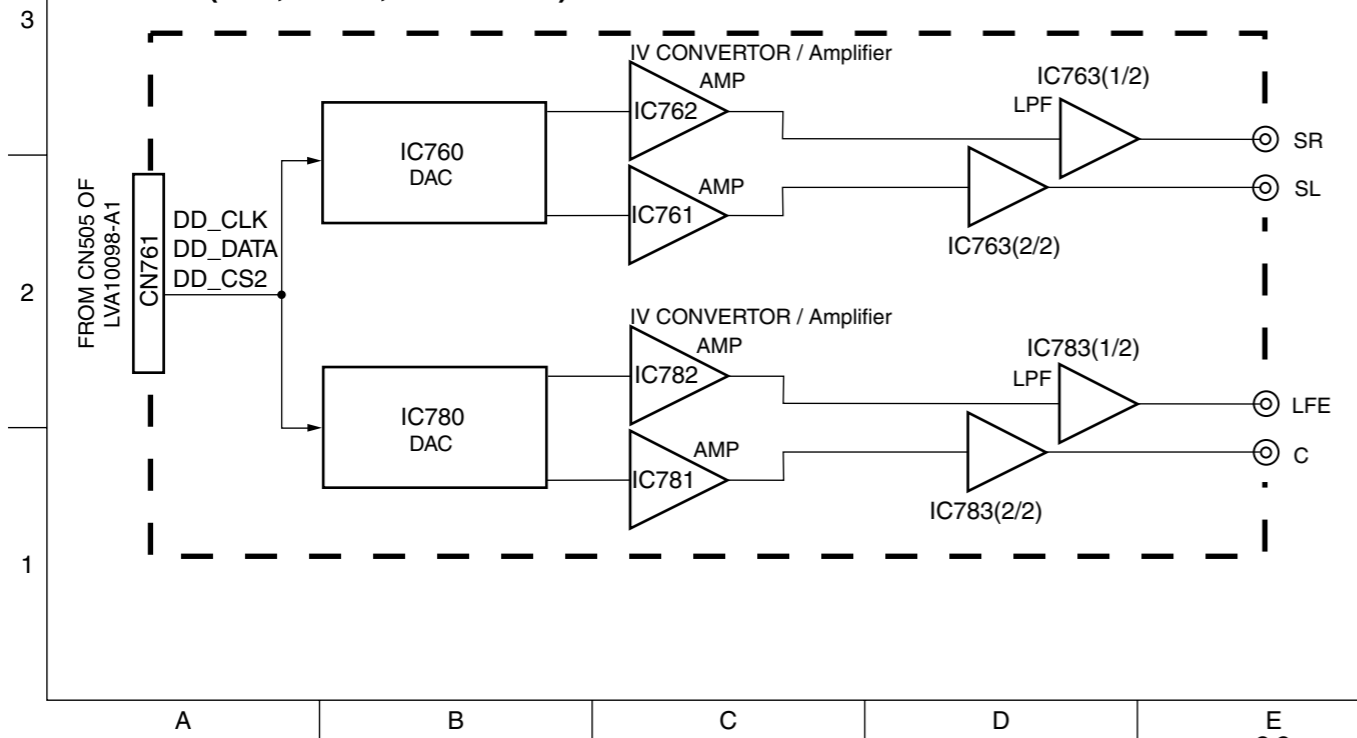 3
IV CONVERTOR / Amplifier
AMP
IC762
IC763(1/2)
LPF
IC760
DAC
SR
AMP
IC761
SL
IC763(2/2)
FROM CN505 OF
LVA10098-A1
CN761
DD_CLK
DD_DATA
DD_CS2
2
IV CONVERTOR / Amplifier
AMP
IC782
IC783(1/2)
LPF
IC780
DAC
LFE
AMP
IC781
C
IC783(2/2)
1
A
B
C
D
E